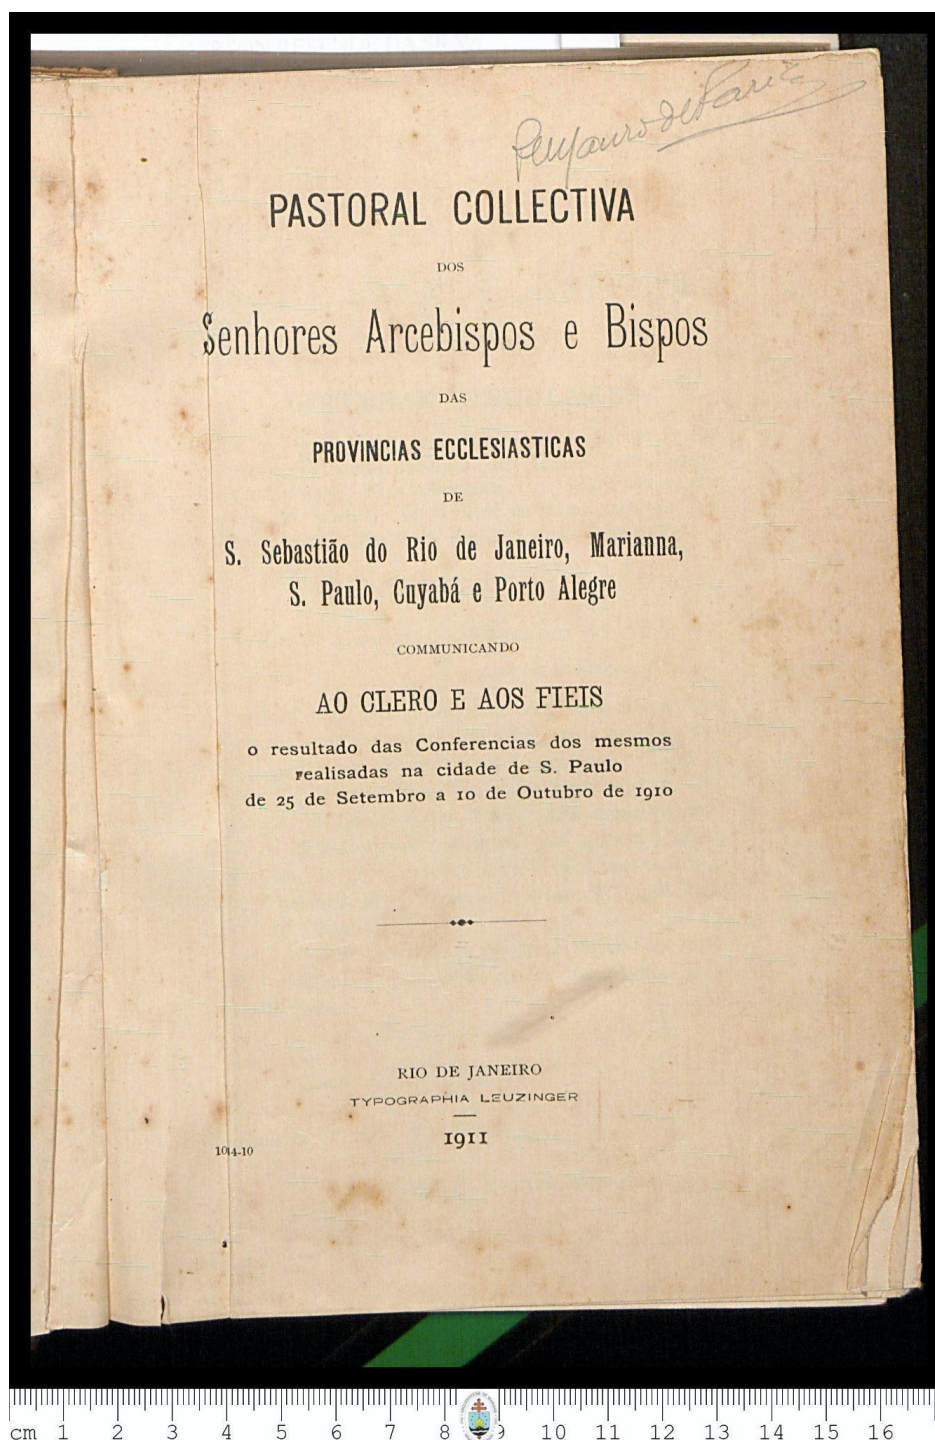 PASTORAL COLLECTIVA
DOS
Senhores Arcebispos e Bispos
DAS
PROVINCIAS ECCLESIASTICAS
DE
S. Sebastião do Rio de Janeiro, Marianna,
S. Paulo, Cuyabá e Porto Alegre
COMMUNICANDO
AO CLERO E AOS FIEIS
o resultado das Conferencias dos mesmos
realisadas na cidade de S. Paulo
de 25 de Setembro a 10 de Outubro de 1910
RIO DE JANEIRO
TYPOGRAPHIA LEUZINGER
1911
1014-10
cm 1 2 3 4 5 6 7 8 9 10 11 12 13 14 15 16